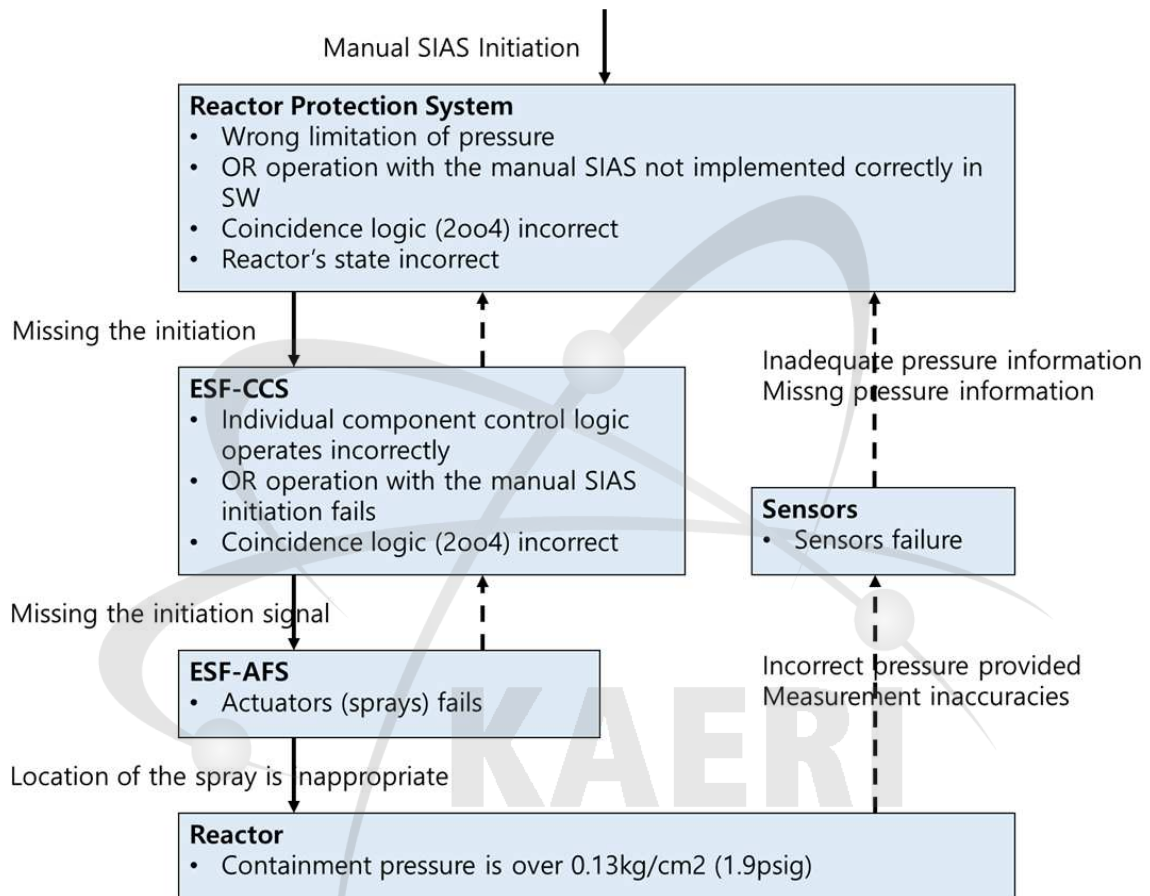 Manual SIAS Initiation
Reactor Protection System
• Wrong limitation of pressure
• OR operation with the manual SIAS not implemented correctly in
SW
• Coincidence logic (2oo4) incorrect
• Reactor's state incorrect
Missing the initiation
Inadequate pressure information
Missng pressure information
ESF-CCS
• Individual component control logic
operates incorrectly
• OR operation with the manual SIAS
initiation fails
• Coincidence logic (2oo4) incorrect
Sensors
• Sensors failure
Missing the initiation signal
ESF-AFS
• Actuators (sprays) fails
Incorrect pressure provided
Measurement inaccuracies
Location of the spray is inappropriate
KAERI
Reactor
• Containment pressure is over 0.13kg/cm2 (1.9psig)